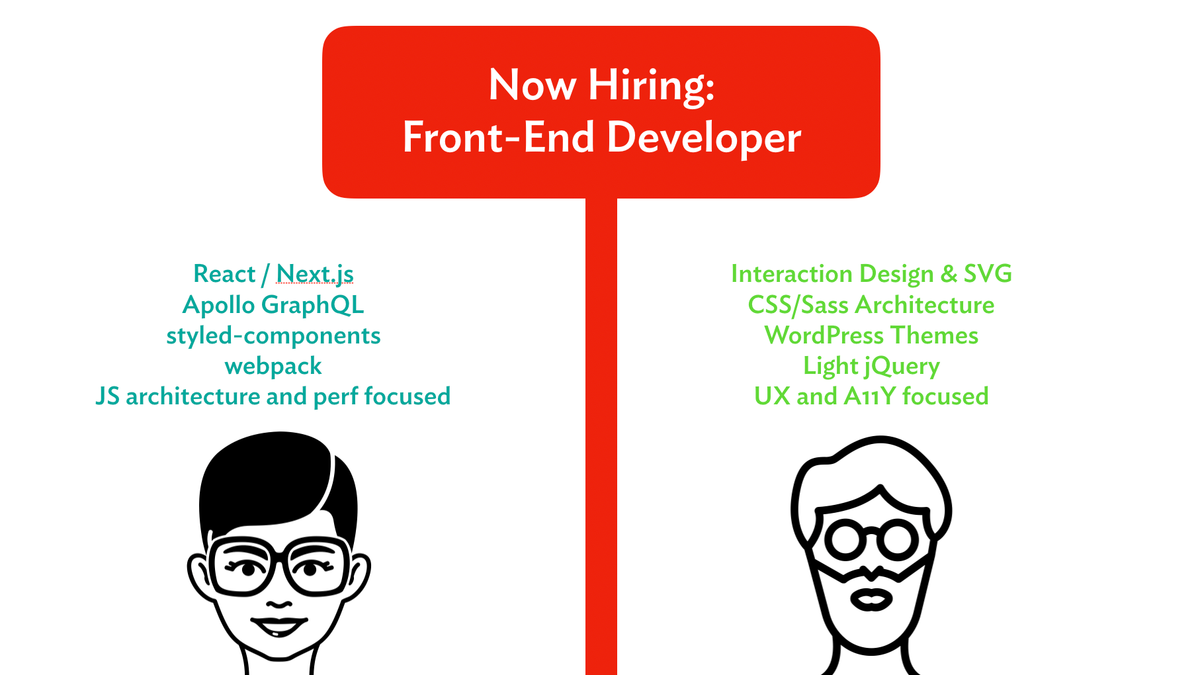 Now Hiring:
Front-End Developer
React / Next.js
Apollo GraphQL
styled-components
webpack
JS architecture and perf focused
Interaction Design & SVG
CSS/Sass Architecture
WordPress Themes
Light jQuery
UX and A11Y focused